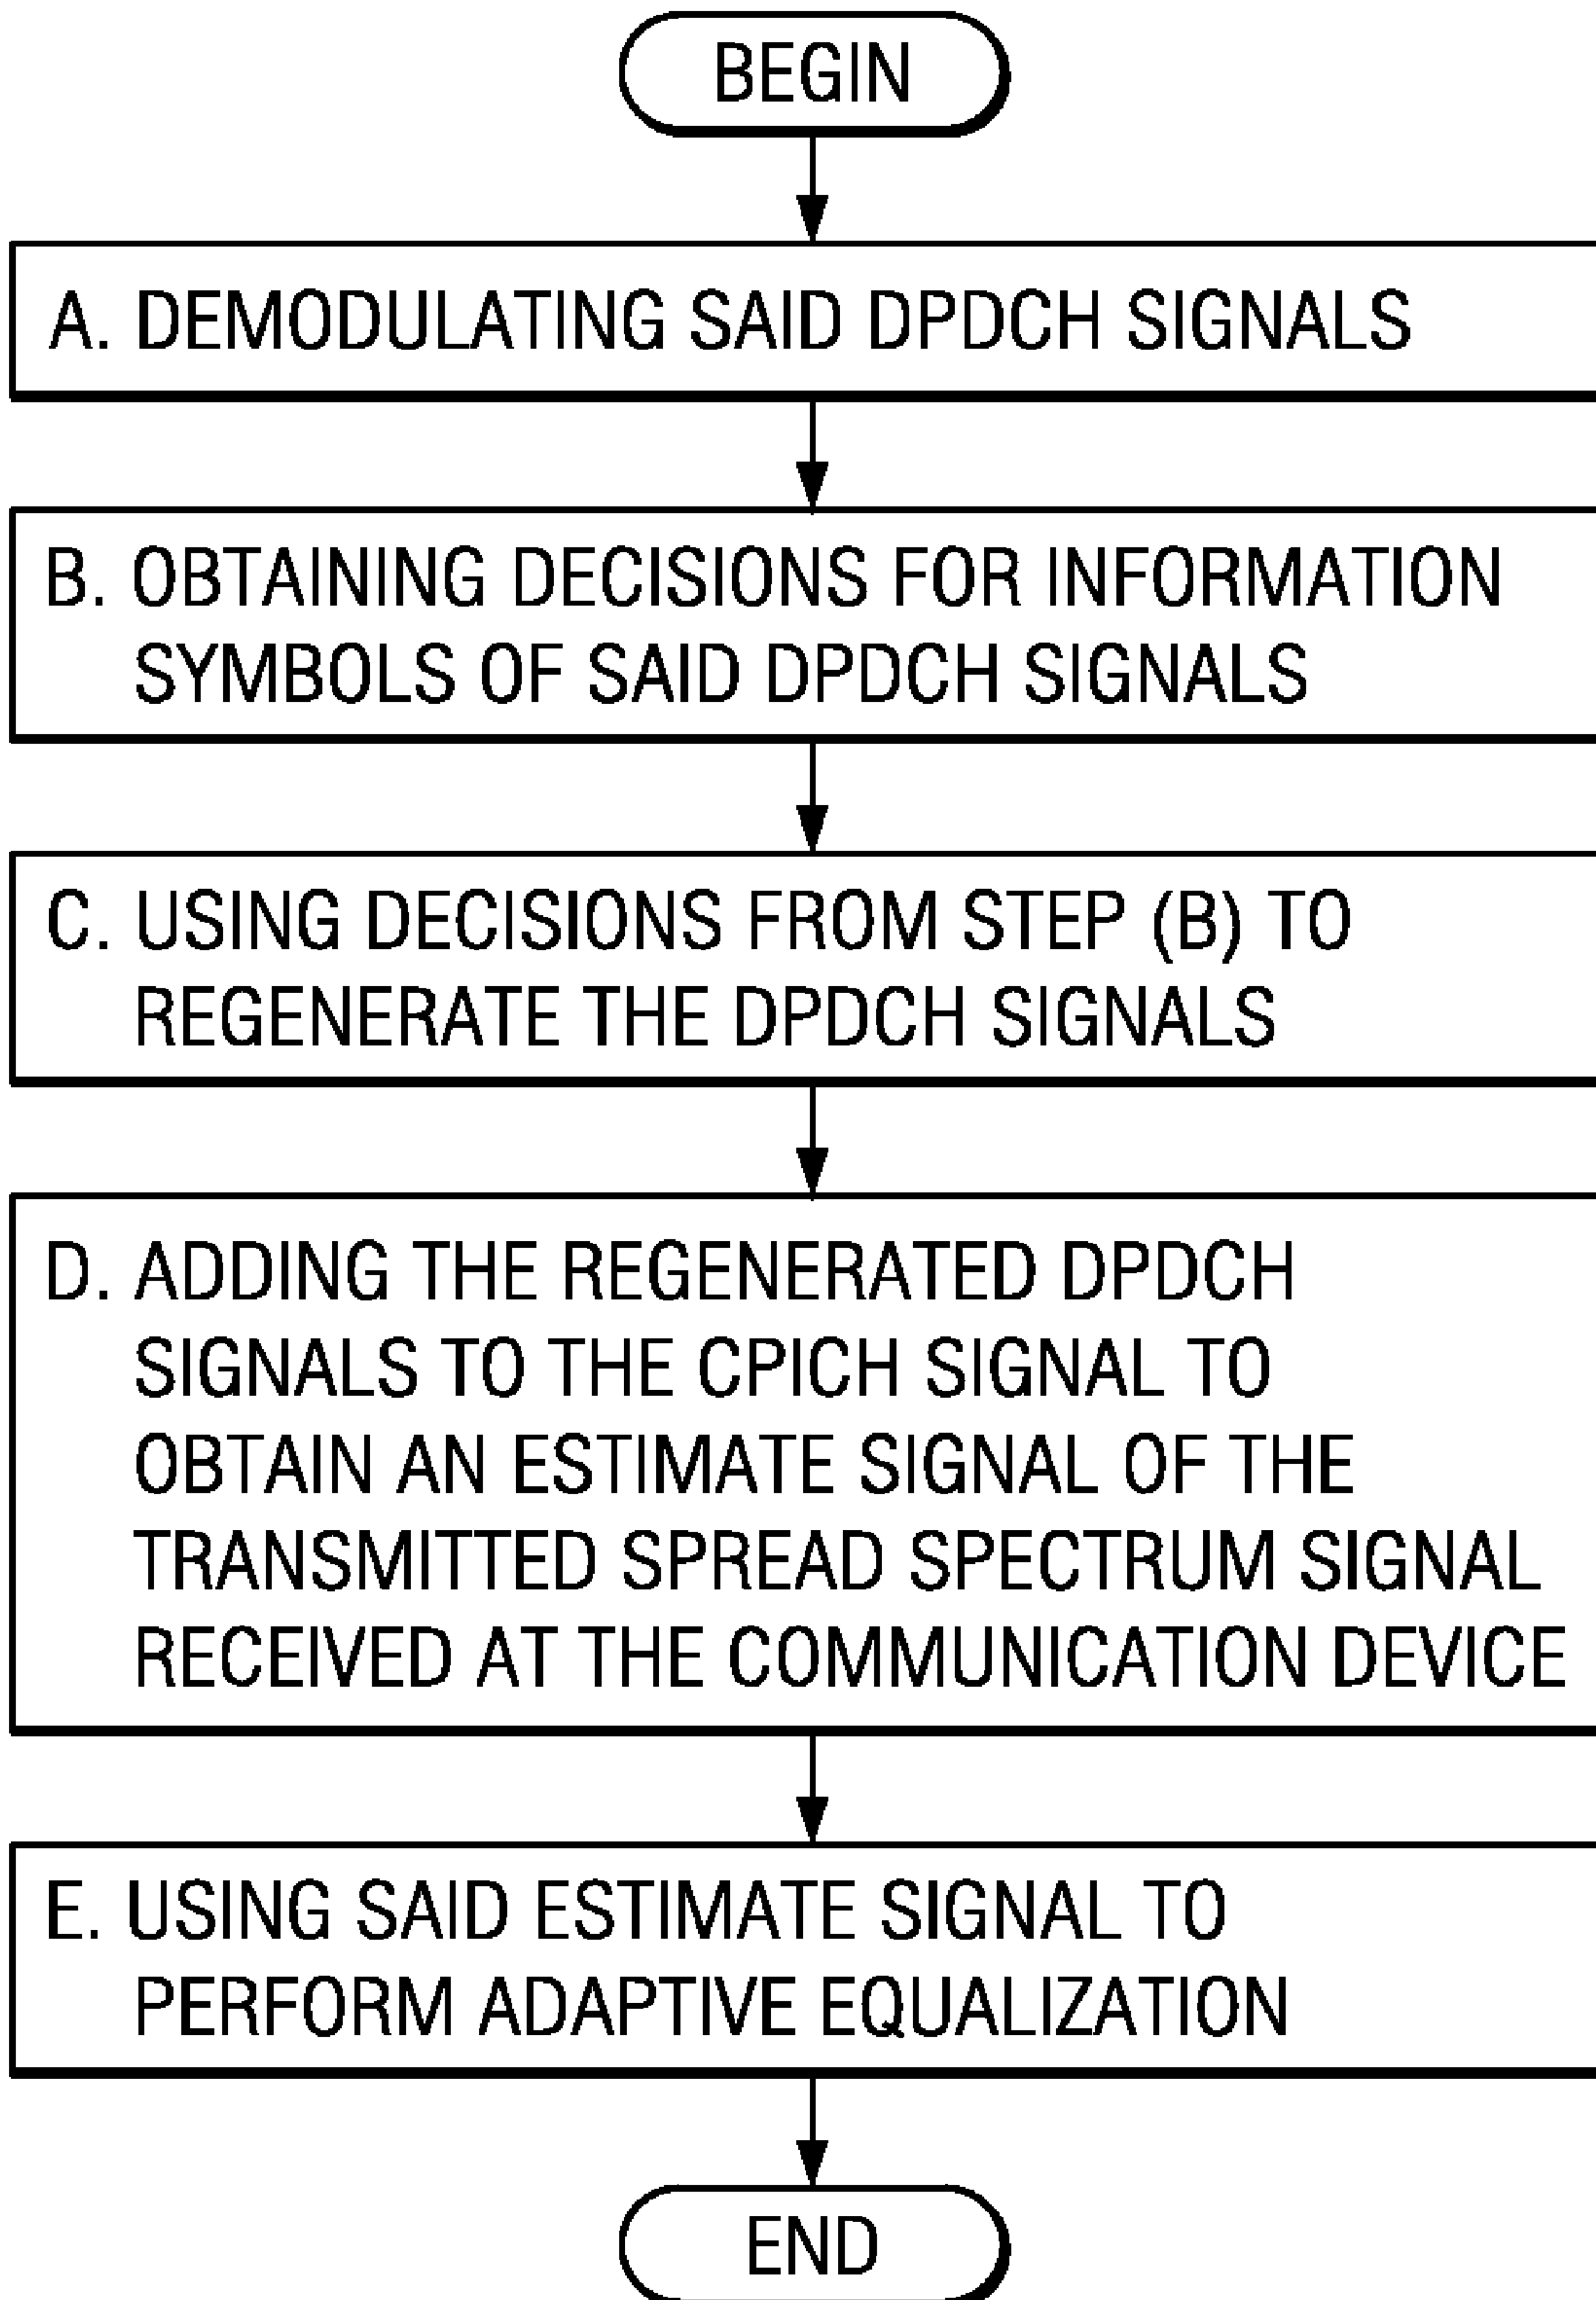 BEGIN
A. DEMODULATING SAID DPDCH SIGNALS
B. OBTAINING DECISIONS FOR INFORMATION
SYMBOLS OF SAID DPDCH SIGNALS
C. USING DECISIONS FROM STEP (B) TO
REGENERATE THE DPDCH SIGNALS
D. ADDING THE REGENERATED DPDCH
SIGNALS TO THE CPICH SIGNAL TO
OBTAIN AN ESTIMATE SIGNAL OF THE
TRANSMITTED SPREAD SPECTRUM SIGNAL
RECEIVED AT THE COMMUNICATION DEVICE
E. USING SAID ESTIMATE SIGNAL TO
PERFORM ADAPTIVE EQUALIZATION
END